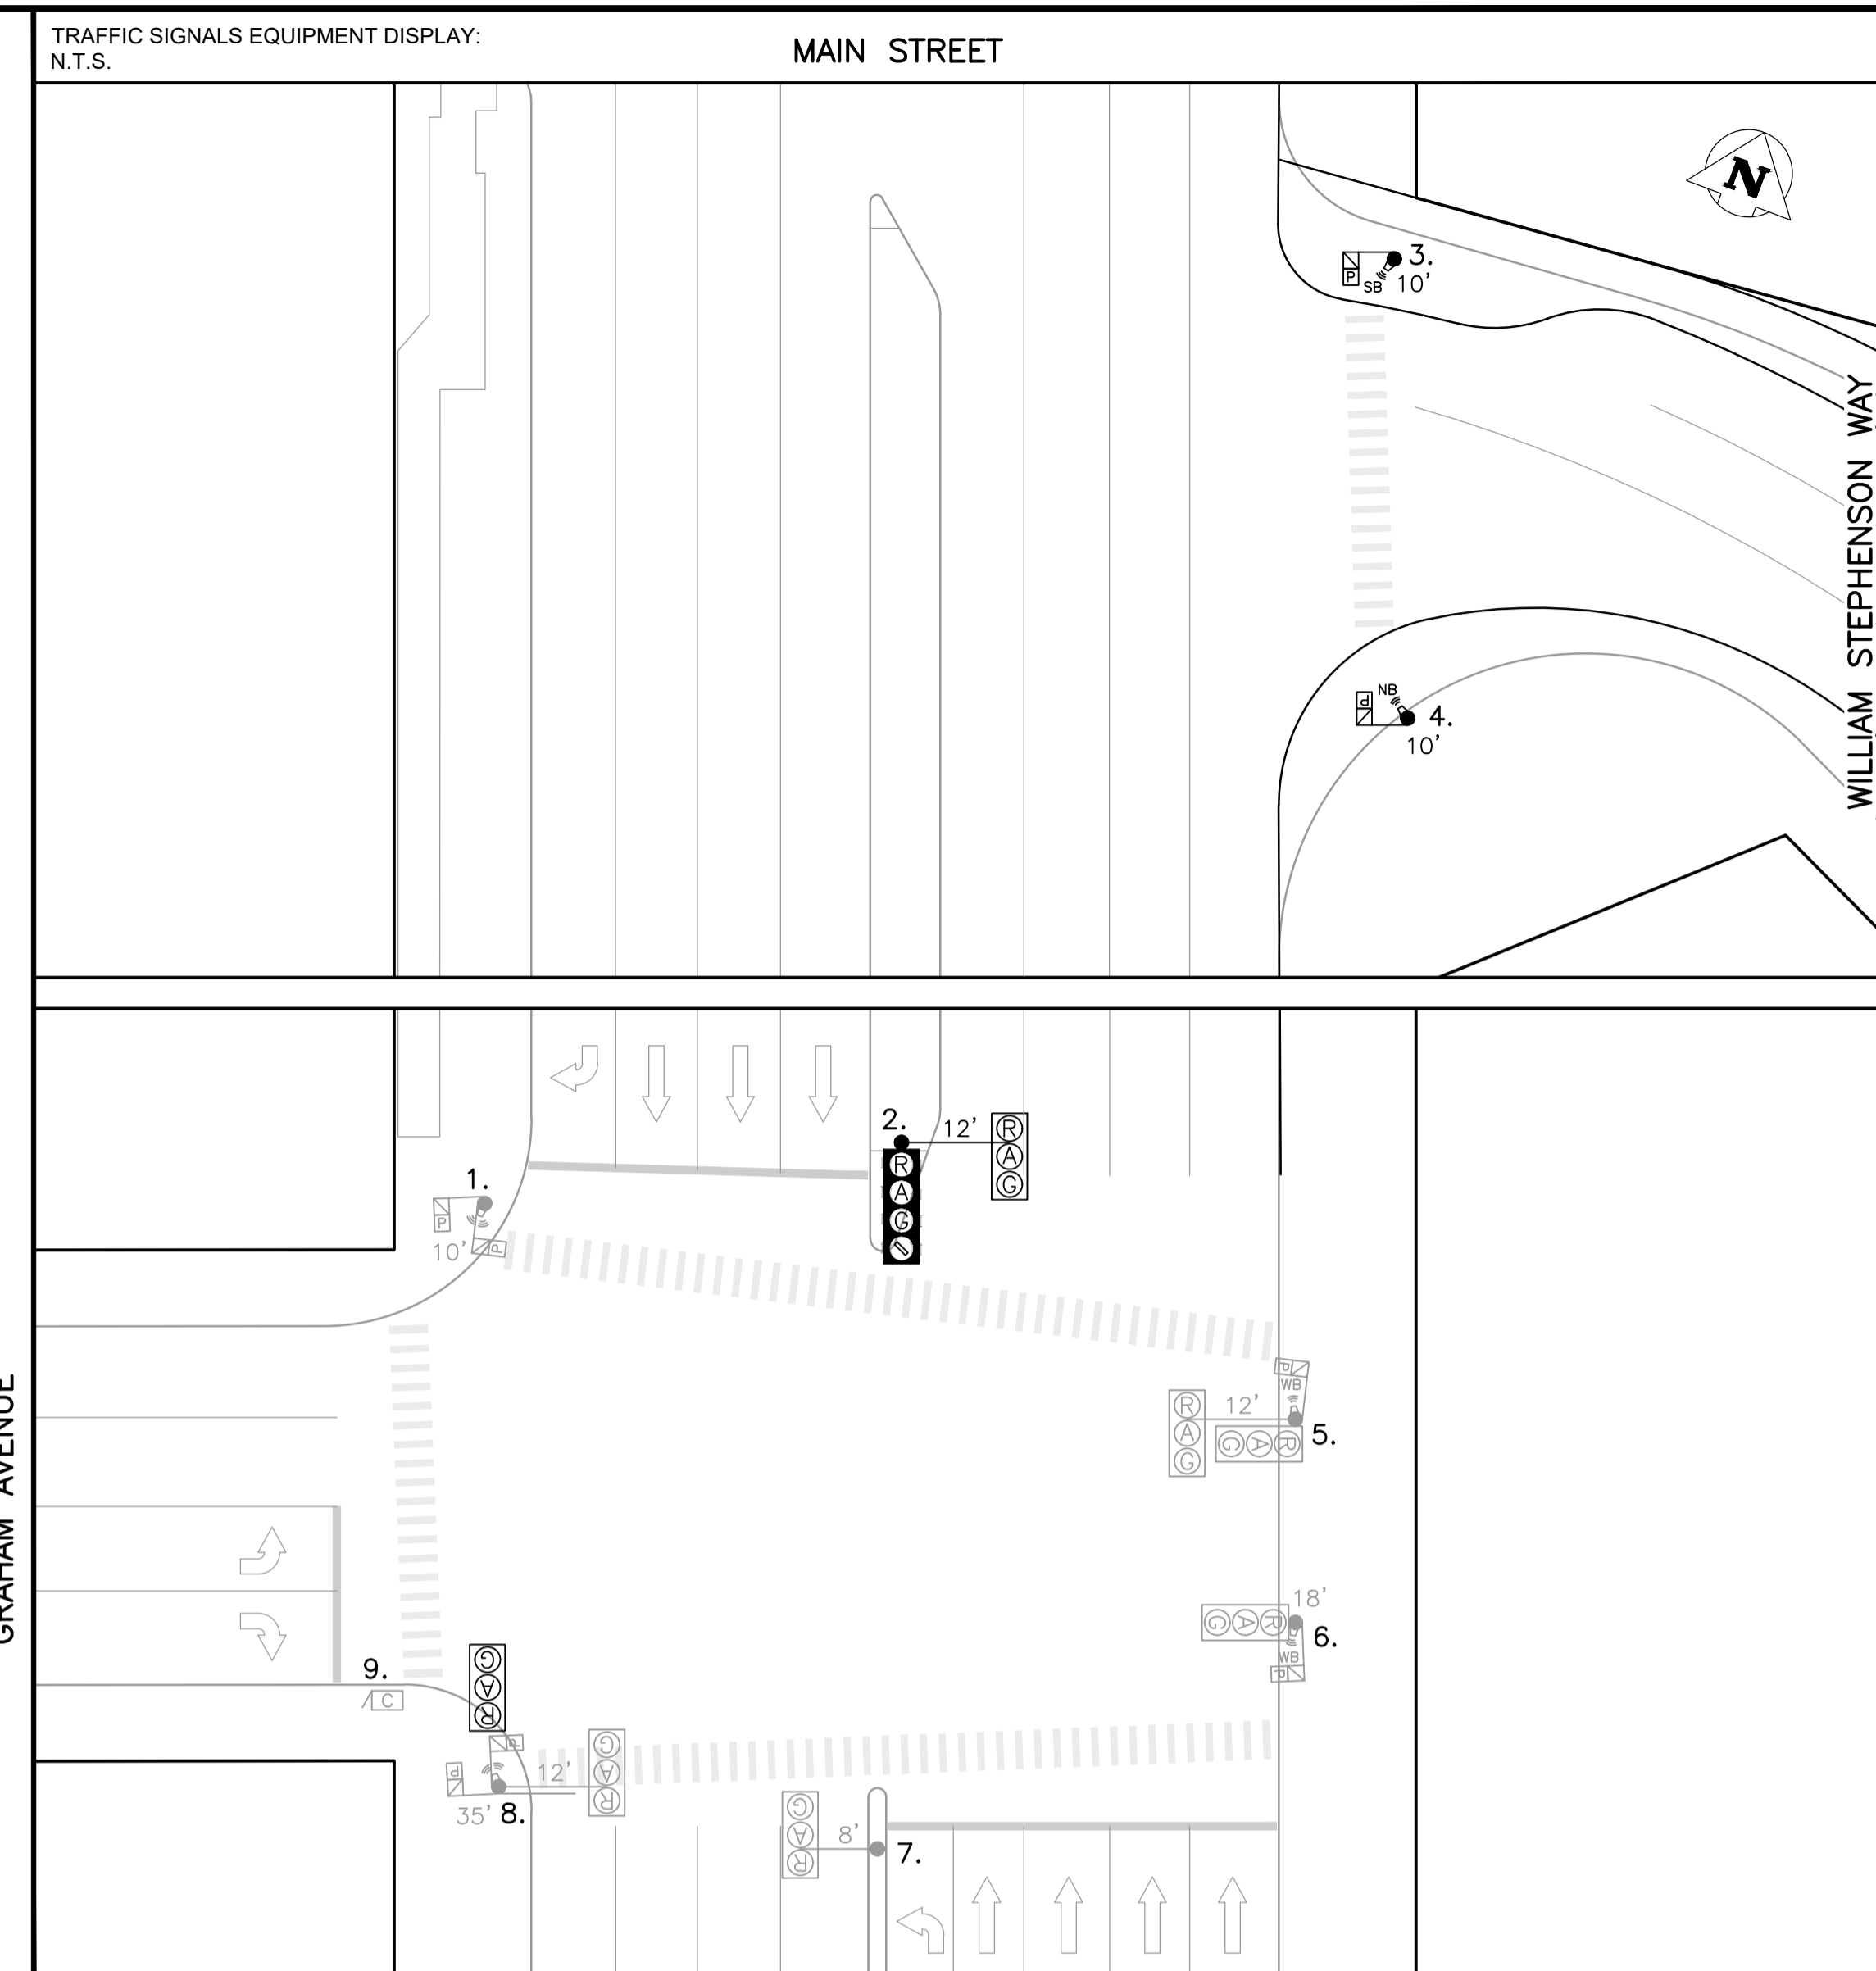 TRAFFIC SIGNALS EQUIPMENT DISPLAY:
N.T.S.
MAIN STREET
N
3.
P
SB 10'
WILLIAM STEPHENSON WAY
P
NB
4.
10'
2.
12'
R
A
G
R
A
G
1.
P
10'
P
GRAHAM AVENUE
P
WB
R
A
G
12'
R A G
5.
18'
R A G
6.
WB
P
9.
C
R
A
G
P
P
12'
R
A
G
35' 8.
R
A
G
8'
7.